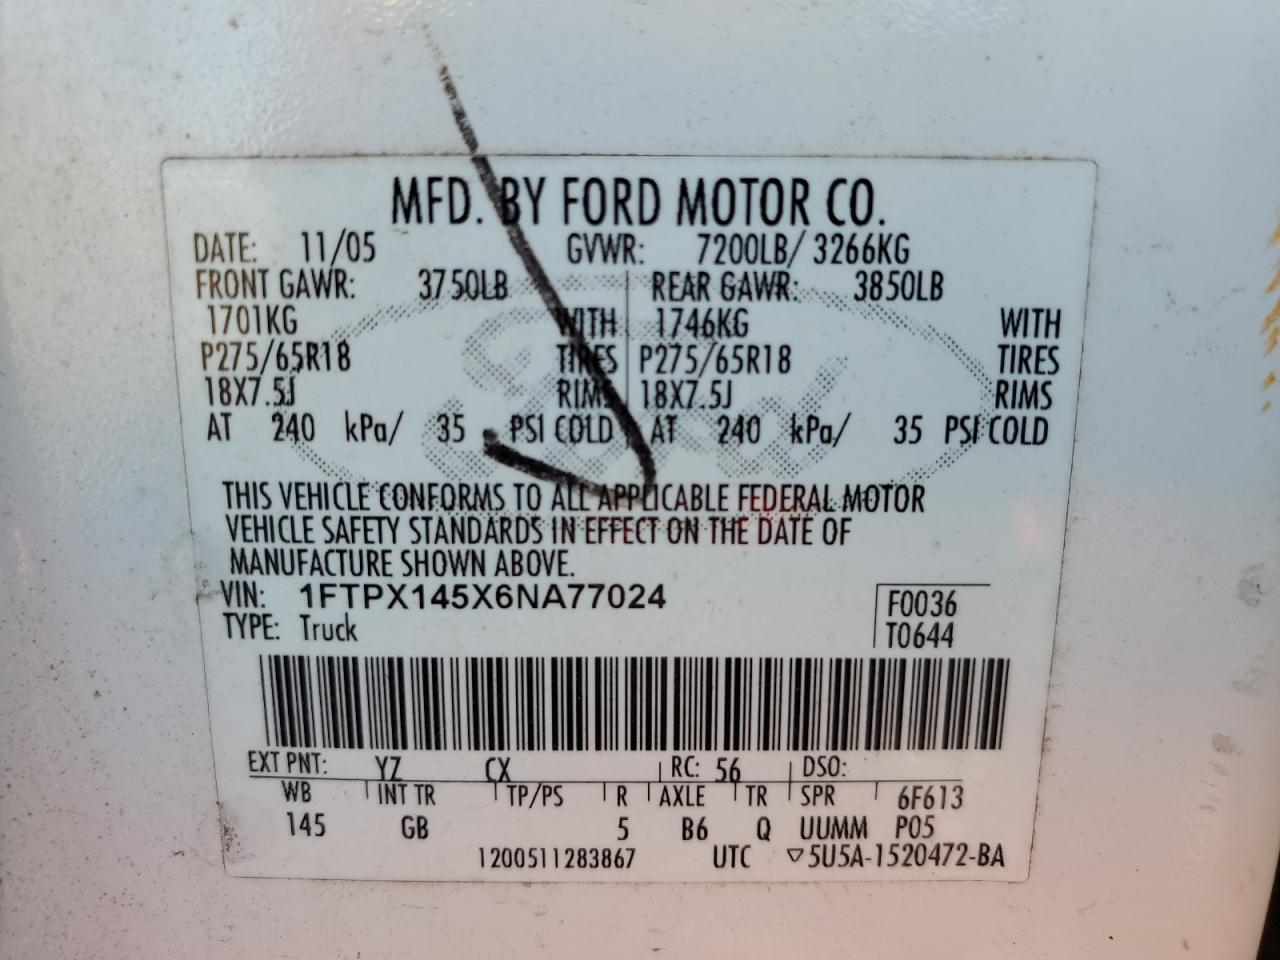 MFD. BY FORD MOTOR CO.
DATE: 11/05 GVWR: 7200LB/ 3266KG
FRONT GAWR: 3750LB REAR GAWR: 3850LB
1701KG WITH 1746KG WITH
P275/65R18 TIRES P275/65R18 TIRES
18X7.5J RIMS 18X7.5J RIMS
AT 240 kPa/ 35 PSI COLD AT 240 kPa/ 35 PSI COLD
THIS VEHICLE CONFORMS TO ALL APPLICABLE FEDERAL MOTOR
VEHICLE SAFETY STANDARDS IN EFFECT ON THE DATE OF
MANUFACTURE SHOWN ABOVE.
VIN: 1FTPX145X6NA77024 F0036
TYPE: Truck T0644
EXT PNT: YZ CX RC: 56 DSO:
WB INT TR TP/PS R AXLE TR SPR 6F613
145 GB 5 B6 Q UUMM P05
1200511283867 UTC ▽5U5A-1520472-BA
Ford